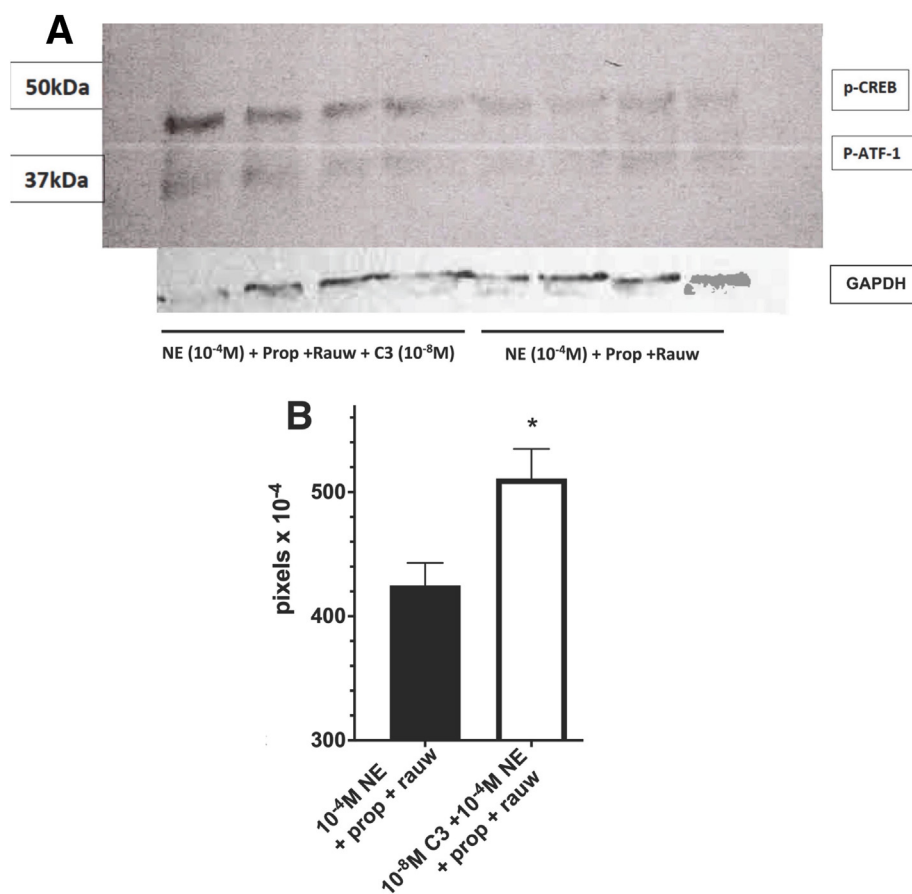 A
50kDa
p-CREB
P-ATF-1
37kDa
GAPDH
NE (10⁻⁴M) + Prop +Rauw + C3 (10⁻⁸M)
NE (10⁻⁴M) + Prop +Rauw
B
*
pixels x 10⁻⁴
500
400
300
10⁻⁴M NE
+ prop + rauw
10⁻⁸M C3 +10⁻⁴M NE
+ prop + rauw